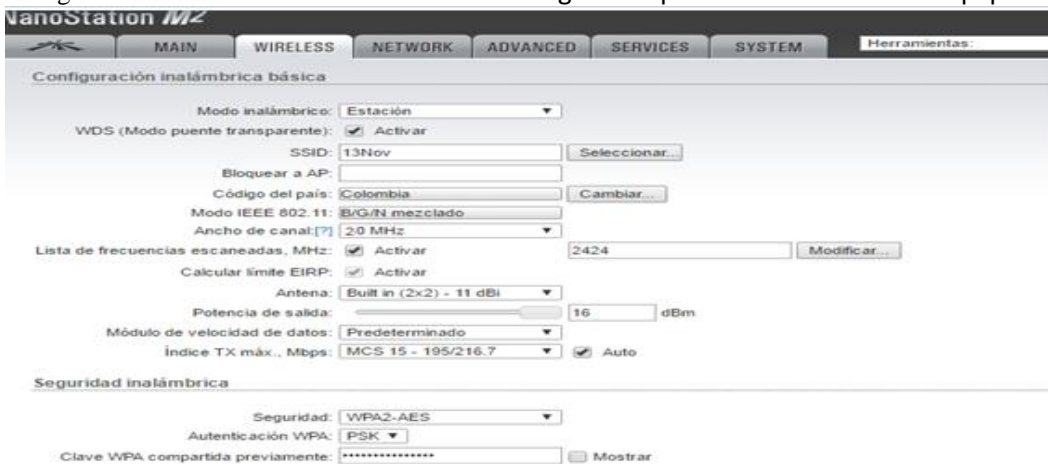 NanoStation M2
MAIN WIRELESS NETWORK ADVANCED SERVICES SYSTEM Herramientas:
Configuración inalámbrica básica
Modo inalámbrico: Estación
WDS (Modo puente transparente): Activar
SSID: 13Nov Seleccionar...
Bloquear a AP:
Código del país: Colombia Cambiar...
Modo IEEE 802.11: B/G/N mezclado
Ancho de canal:[?] 20 MHz
Lista de frecuencias escaneadas, MHz: Activar 2424 Modificar...
Calcular límite EIRP: Activar
Antena: Built in (2x2) - 11 dBi
Potencia de salida: 16 dBm
Módulo de velocidad de datos: Predeterminado
Índice TX máx., Mbps: MCS 15 - 195/216.7 Auto
Seguridad inalámbrica
Seguridad: WPA2-AES
Autenticación WPA: PSK
Clave WPA compartida previamente: ••••••••••••••• Mostrar